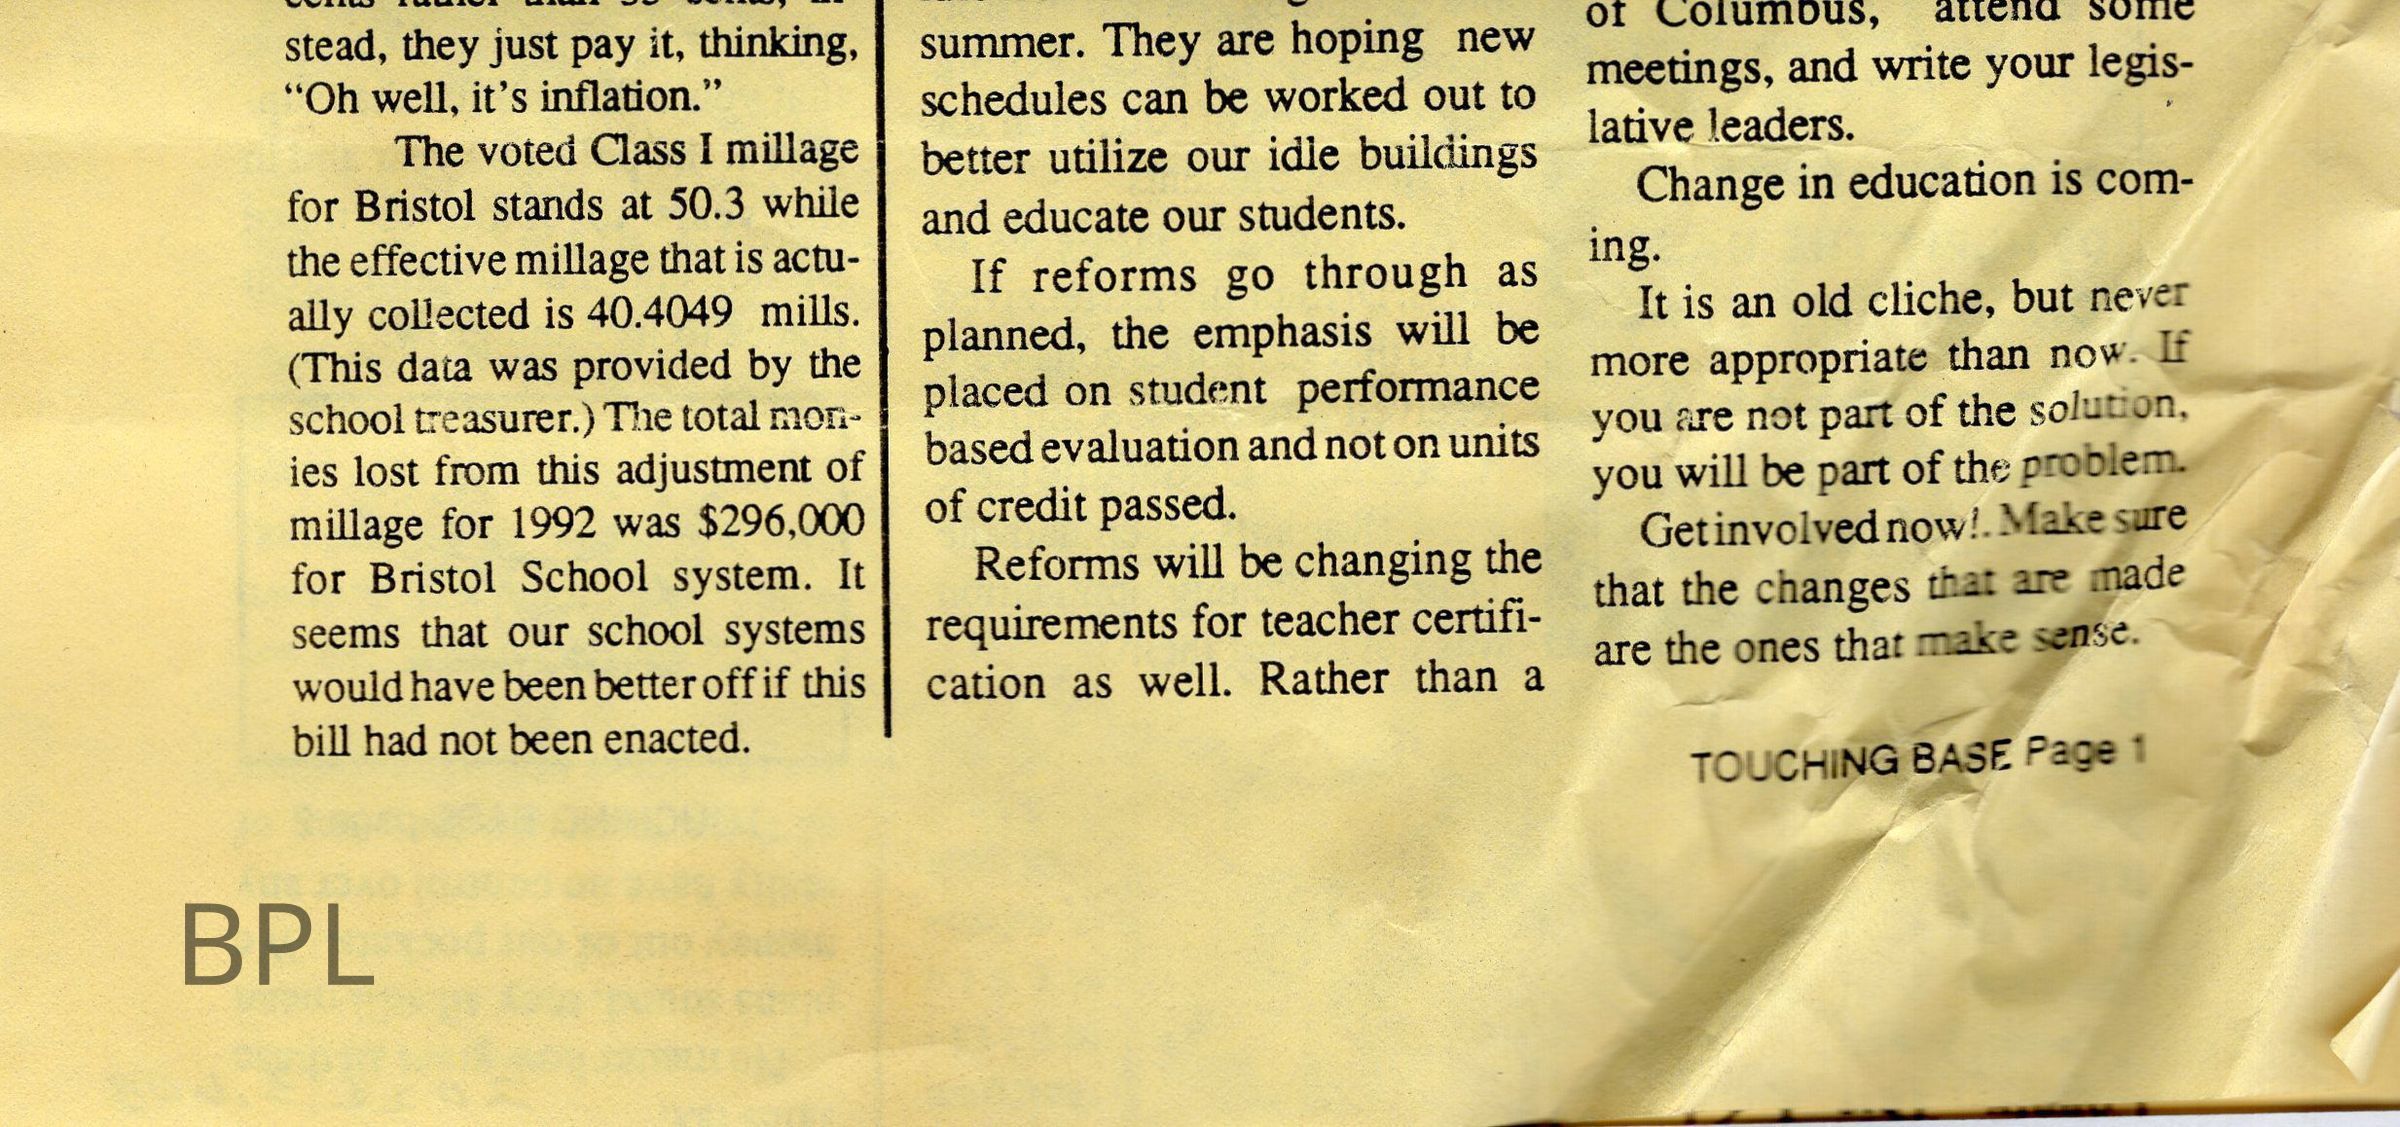 cents rather than 35 cents, in-
stead, they just pay it, thinking,
“Oh well, it’s inflation.”
The voted Class I millage
for Bristol stands at 50.3 while
the effective millage that is actu-
ally collected is 40.4049 mills.
(This data was provided by the
school treasurer.) The total mon-
ies lost from this adjustment of
millage for 1992 was $296,000
for Bristol School system. It
seems that our school systems
would have been better off if this
bill had not been enacted.
summer. They are hoping new
schedules can be worked out to
better utilize our idle buildings
and educate our students.
If reforms go through as
planned, the emphasis will be
placed on student performance
based evaluation and not on units
of credit passed.
Reforms will be changing the
requirements for teacher certifi-
cation as well. Rather than a
of Columbus, attend some
meetings, and write your legis-
lative leaders.
Change in education is com-
ing.
It is an old cliche, but never
more appropriate than now. If
you are not part of the solution,
you will be part of the problem.
Get involved now!. Make sure
that the changes that are made
are the ones that make sense.
TOUCHING BASE Page 1
BPL